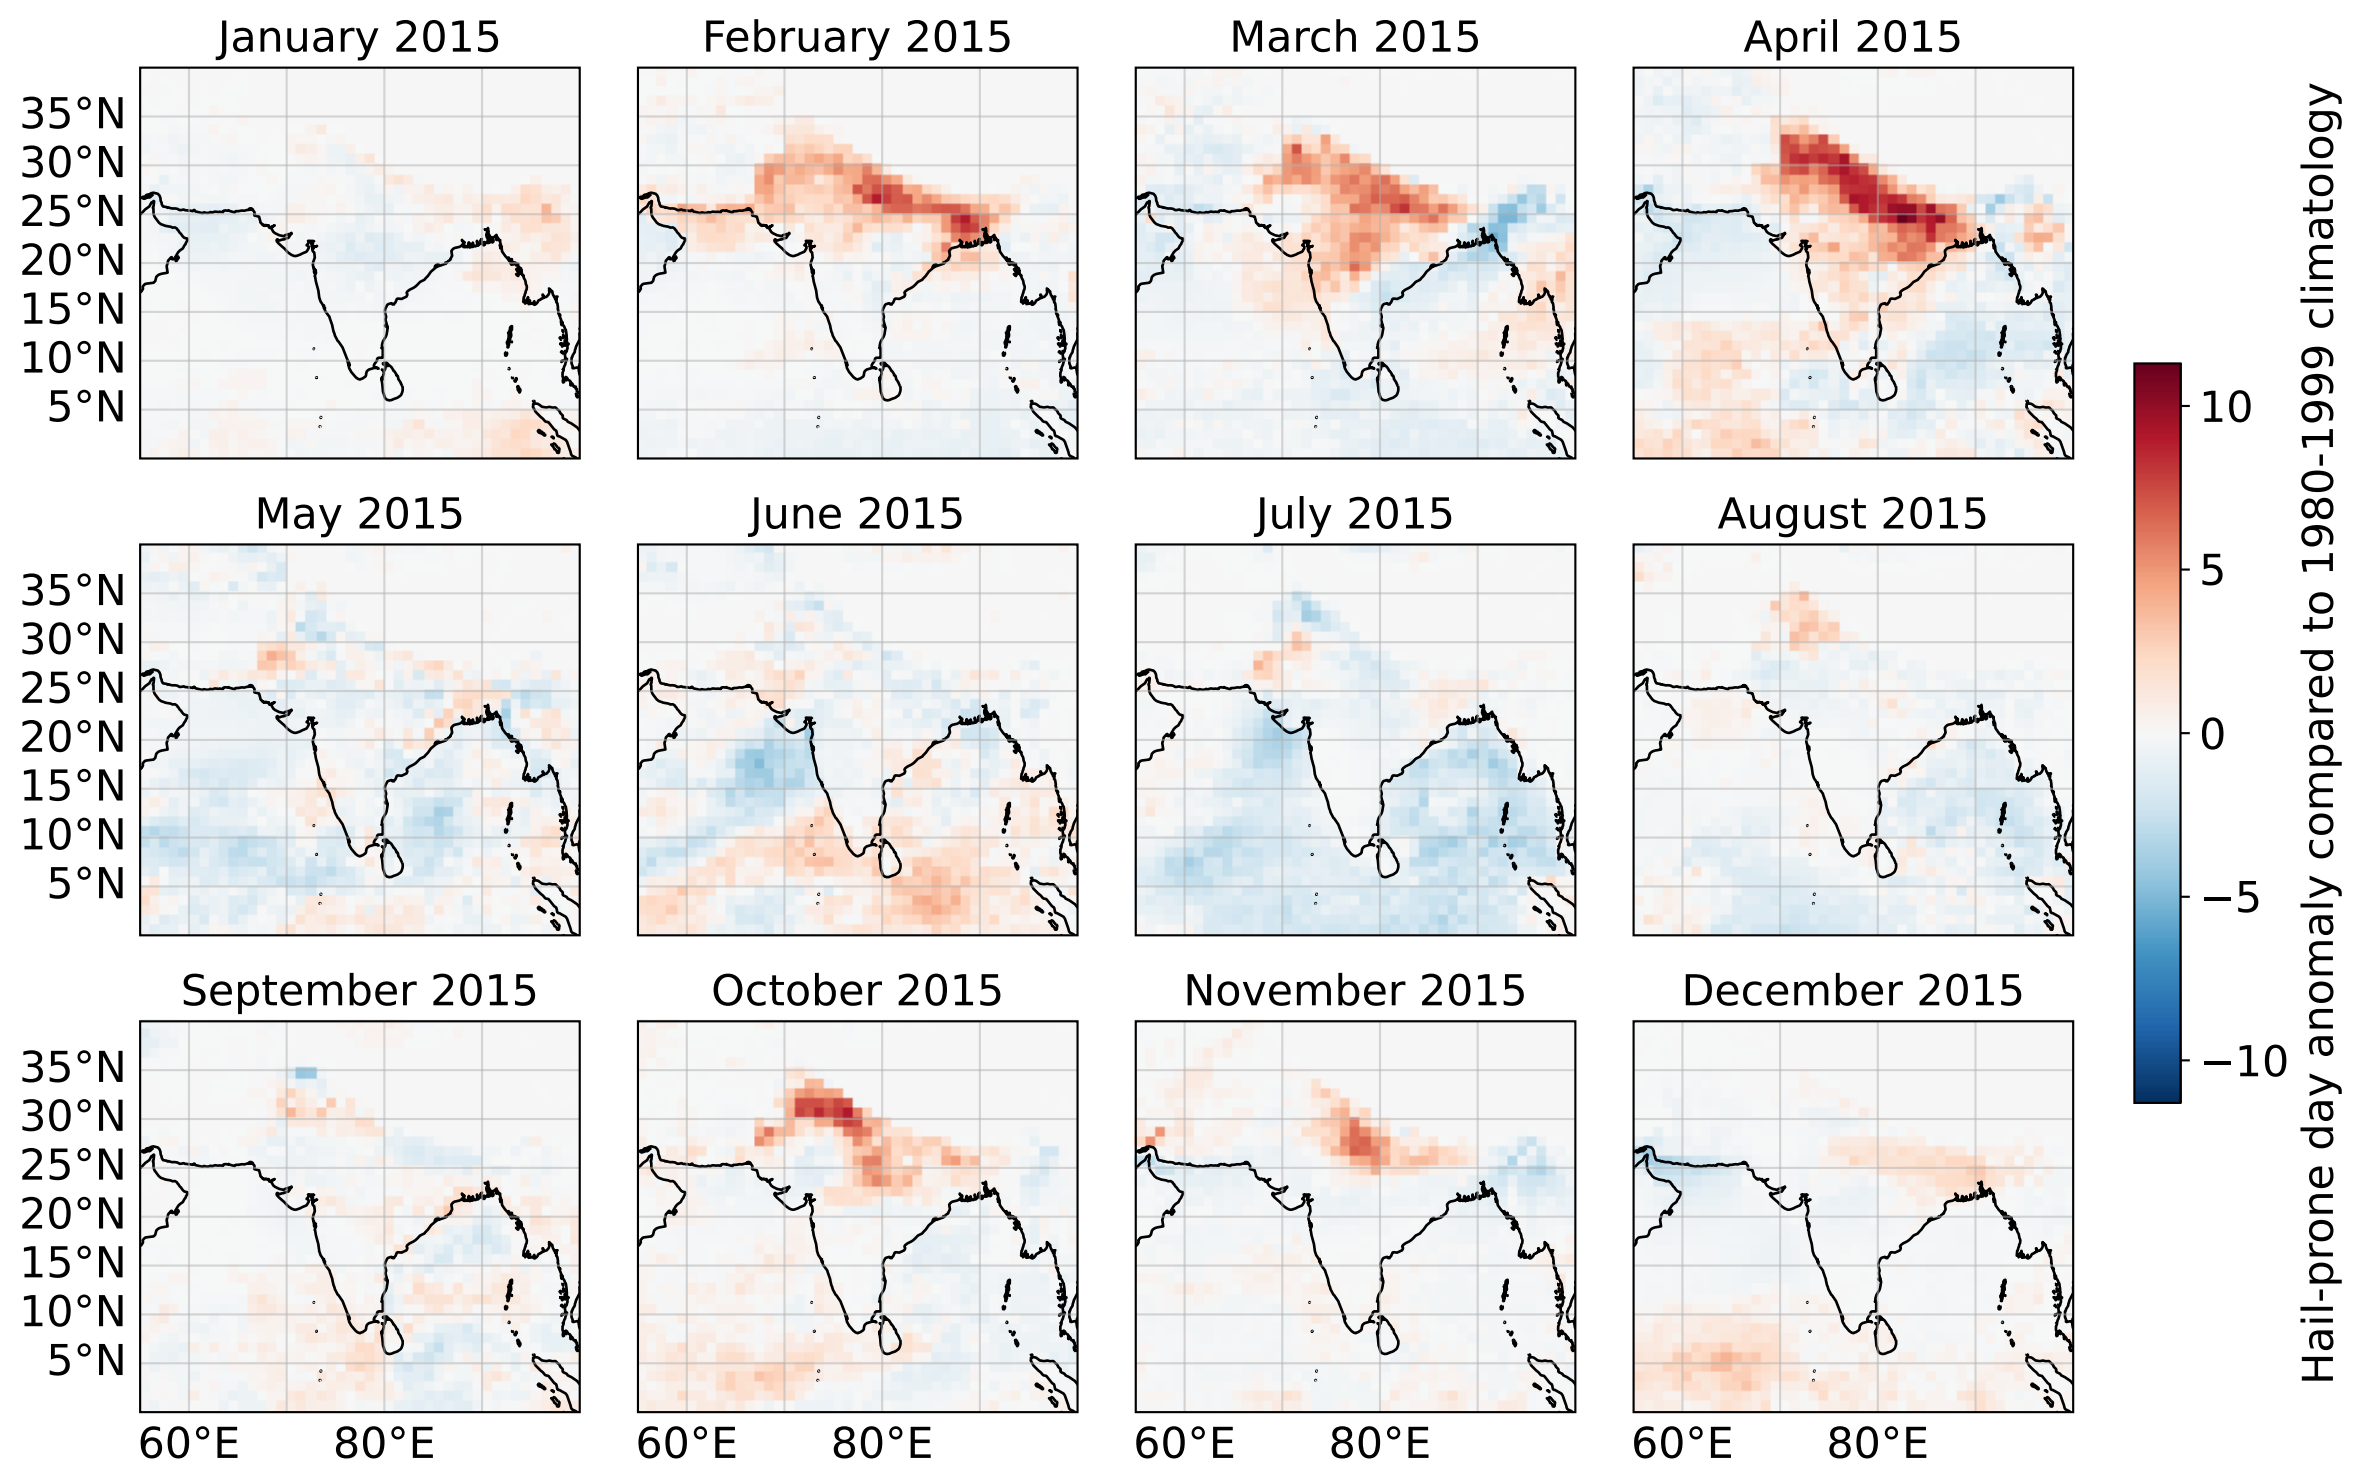 January 2015
February 2015
March 2015
April 2015
35°N
30°N
25°N
20°N
15°N
10°N
5°N
May 2015
June 2015
July 2015
August 2015
35°N
30°N
25°N
20°N
15°N
10°N
5°N
September 2015
October 2015
November 2015
December 2015
35°N
30°N
25°N
20°N
15°N
10°N
5°N
60°E 80°E
60°E 80°E
60°E 80°E
60°E 80°E
10
5
0
−5
−10
Hail-prone day anomaly compared to 1980-1999 climatology